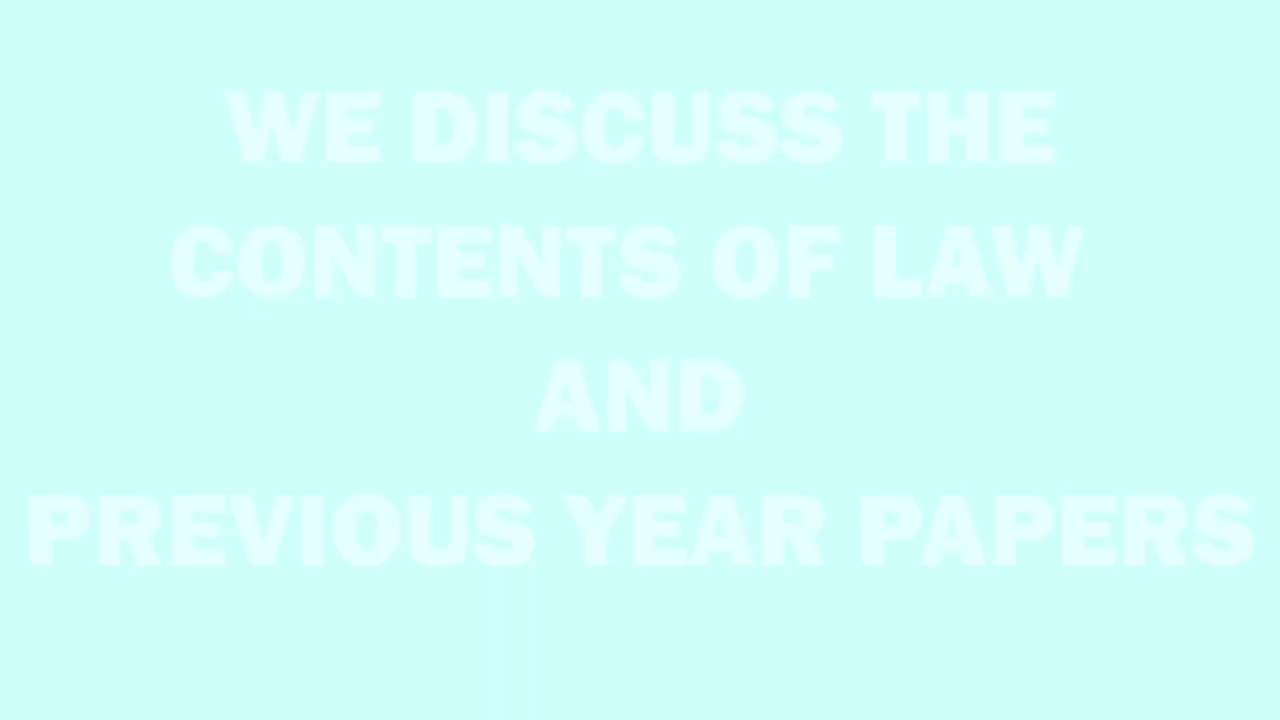 WE DISCUSS THE
CONTENTS OF LAW
AND
PREVIOUS YEAR PAPERS